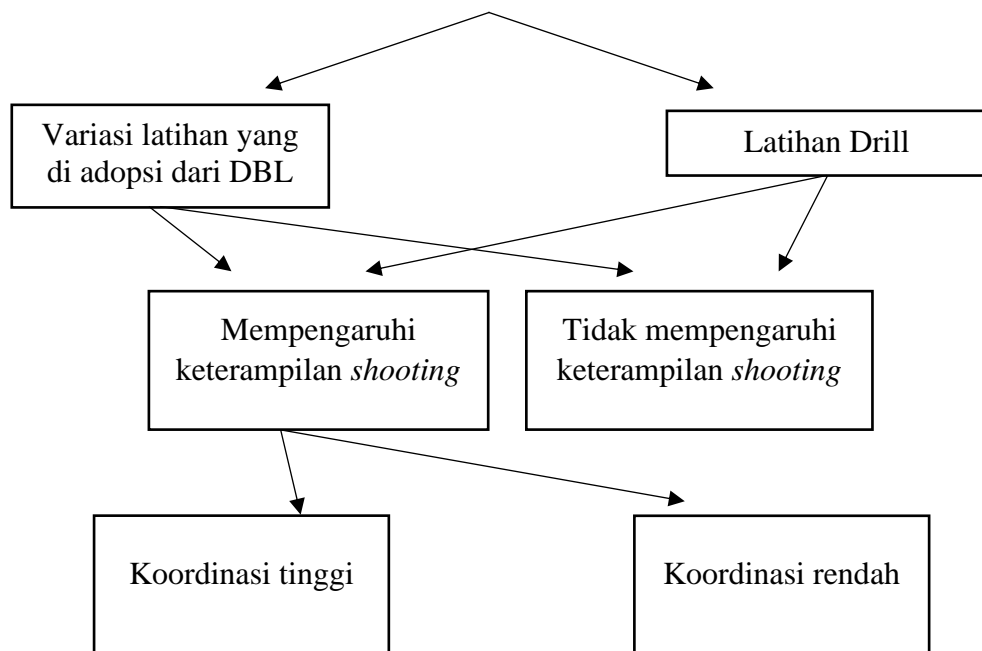 Variasi latihan yang
di adopsi dari DBL
Latihan Drill
Mempengaruhi
keterampilan shooting
Tidak mempengaruhi
keterampilan shooting
Koordinasi tinggi
Koordinasi rendah